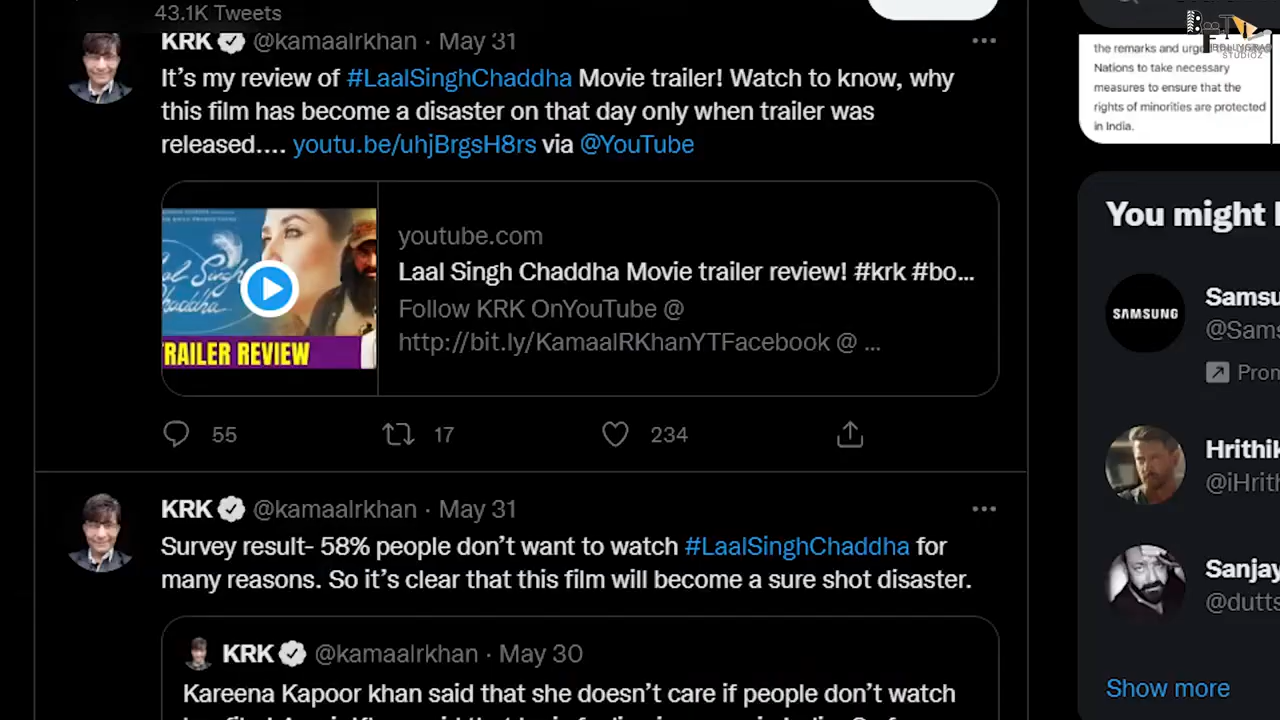 43.1K Tweets
KRK @kamaalrkhan · May 31
It's my review of #LaalSinghChaddha Movie trailer! Watch to know, why
this film has become a disaster on that day only when trailer was
released.... youtu.be/uhjBrgsH8rs via @YouTube
TRAILER REVIEW
youtube.com
Laal Singh Chaddha Movie trailer review! #krk #bo...
Follow KRK OnYouTube @
http://bit.ly/KamaalRKhanYTFacebook @ ...
55 17 234
KRK @kamaalrkhan · May 31
Survey result- 58% people don't want to watch #LaalSinghChaddha for
many reasons. So it's clear that this film will become a sure shot disaster.
KRK @kamaalrkhan · May 30
Kareena Kapoor khan said that she doesn't care if people don't watch
BOLLYGRAD
STUDIOZ
the remarks and urged the
Nations to take necessary
measures to ensure that the
rights of minorities are protected
in India.
You might
SAMSUNG
Samsu
@Sams
Prom
Hrithik
@iHrith
Sanjay
@dutts
Show more